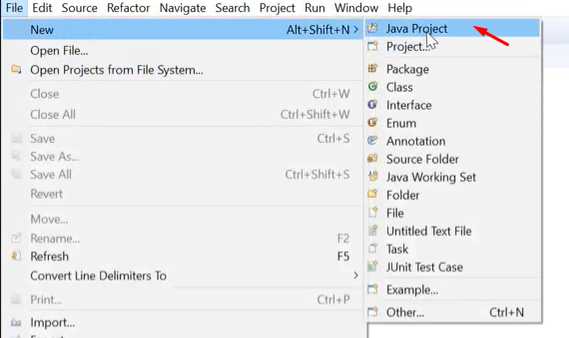 File Edit Source Refactor Navigate Search Project Run Window Help
New Alt+Shift+N >
Open File...
Open Projects from File System...
Close Ctrl+W
Close All Ctrl+Shift+W
Save Ctrl+S
Save As...
Save All Ctrl+Shift+S
Revert
Move...
Rename... F2
Refresh F5
Convert Line Delimiters To >
Print... Ctrl+P
Import...
Java Project
Project...
Package
Class
Interface
Enum
Annotation
Source Folder
Java Working Set
Folder
File
Untitled Text File
Task
JUnit Test Case
Example...
Other... Ctrl+N